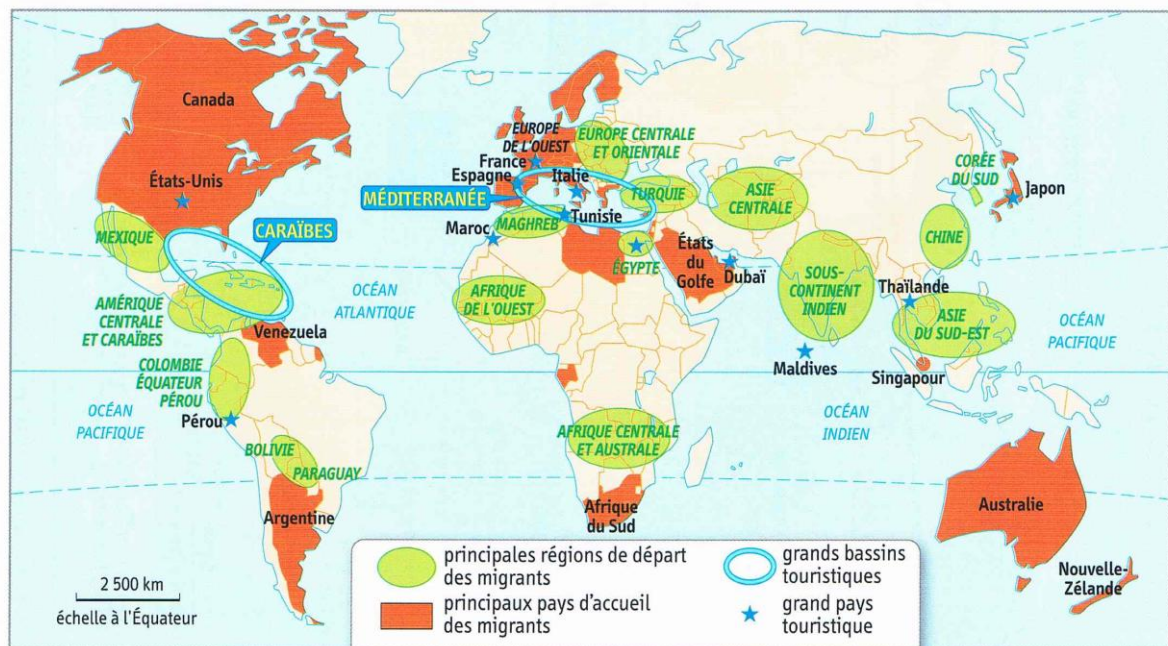 Canada
États-Unis
MEXIQUE
CARAÏBES
AMÉRIQUE
CENTRALE
ET CARAÏBES
Venezuela
COLOMBIE
ÉQUATEUR
PÉROU
Pérou
BOLIVIE
PARAGUAY
Argentine
OCÉAN
PACIFIQUE
OCÉAN
ATLANTIQUE
EUROPE
DE L'OUEST
France
Espagne
Italie
MÉDITERRANÉE
EUROPE CENTRALE
ET ORIENTALE
TURQUIE
ASIE
CENTRALE
Maroc
MAGHREB
Tunisie
ÉGYPTE
États
du
Golfe
Dubaï
AFRIQUE
DE L'OUEST
AFRIQUE CENTRALE
ET AUSTRALE
Afrique
du Sud
SOUS-
CONTINENT
INDIEN
Maldives
CORÉE
DU SUD
Japon
CHINE
Thaïlande
ASIE
DU SUD-EST
Singapour
OCÉAN
PACIFIQUE
OCÉAN
INDIEN
Australie
Nouvelle-
Zélande
2 500 km
échelle à l'Équateur
principales régions de départ
des migrants
principaux pays d'accueil
des migrants
grands bassins
touristiques
grand pays
touristique